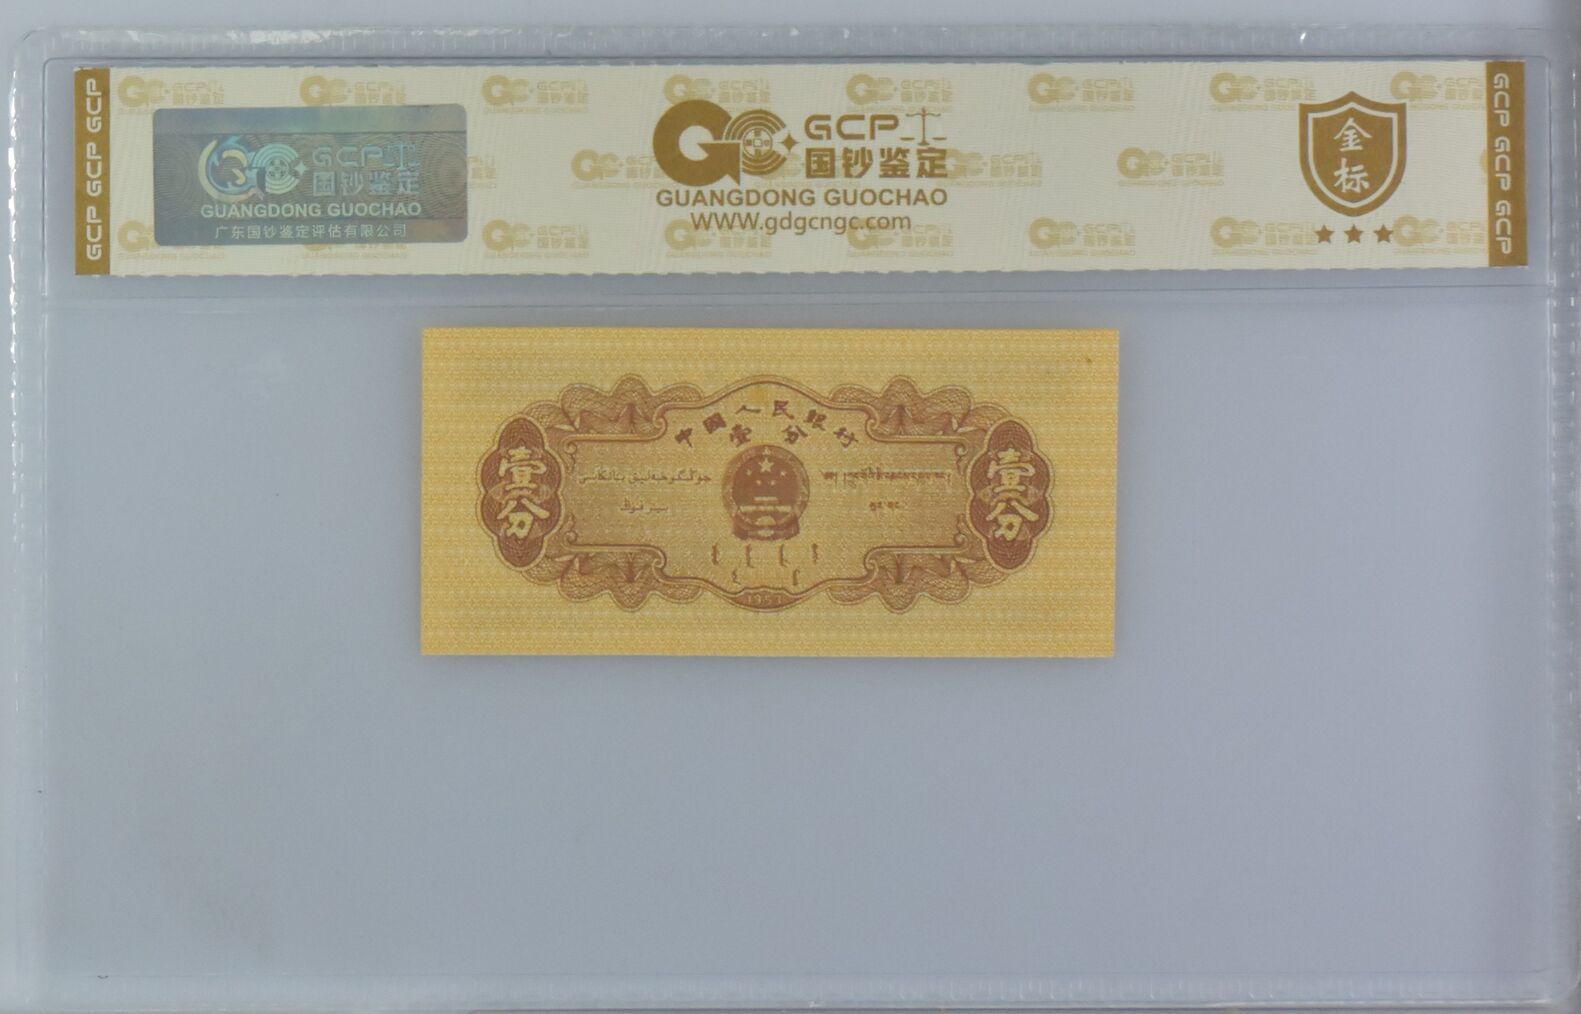 GCP GCP GCP
GCP
国钞鉴定
GUANGDONG GUOCHAO
广东国钞鉴定评估有限公司
GCP
国钞鉴定
GUANGDONG GUOCHAO
WWW.gdgcngc.com
金标
GCP GCP GCP
中国人民银行
壹分
壹分
壹分
1953